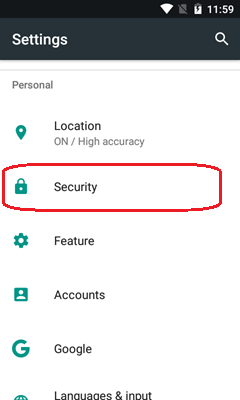 11:59
Settings
Personal
Location
ON / High accuracy
Security
Feature
Accounts
Google
Languages & input